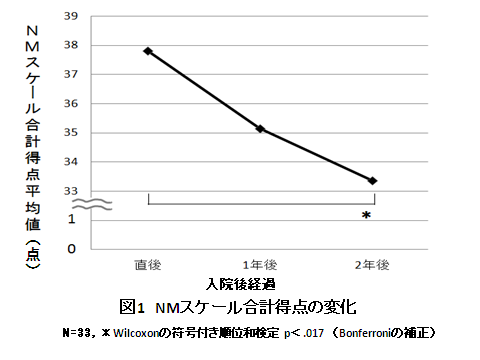 39
38
37
36
35
34
33
1
0
NMスケール合計得点平均値(点)
直後 1年後 2年後
*
入院後経過
図1 NMスケール合計得点の変化
N=33, * Wilcoxonの符号付き順位和検定 p<.017 (Bonferroniの補正)